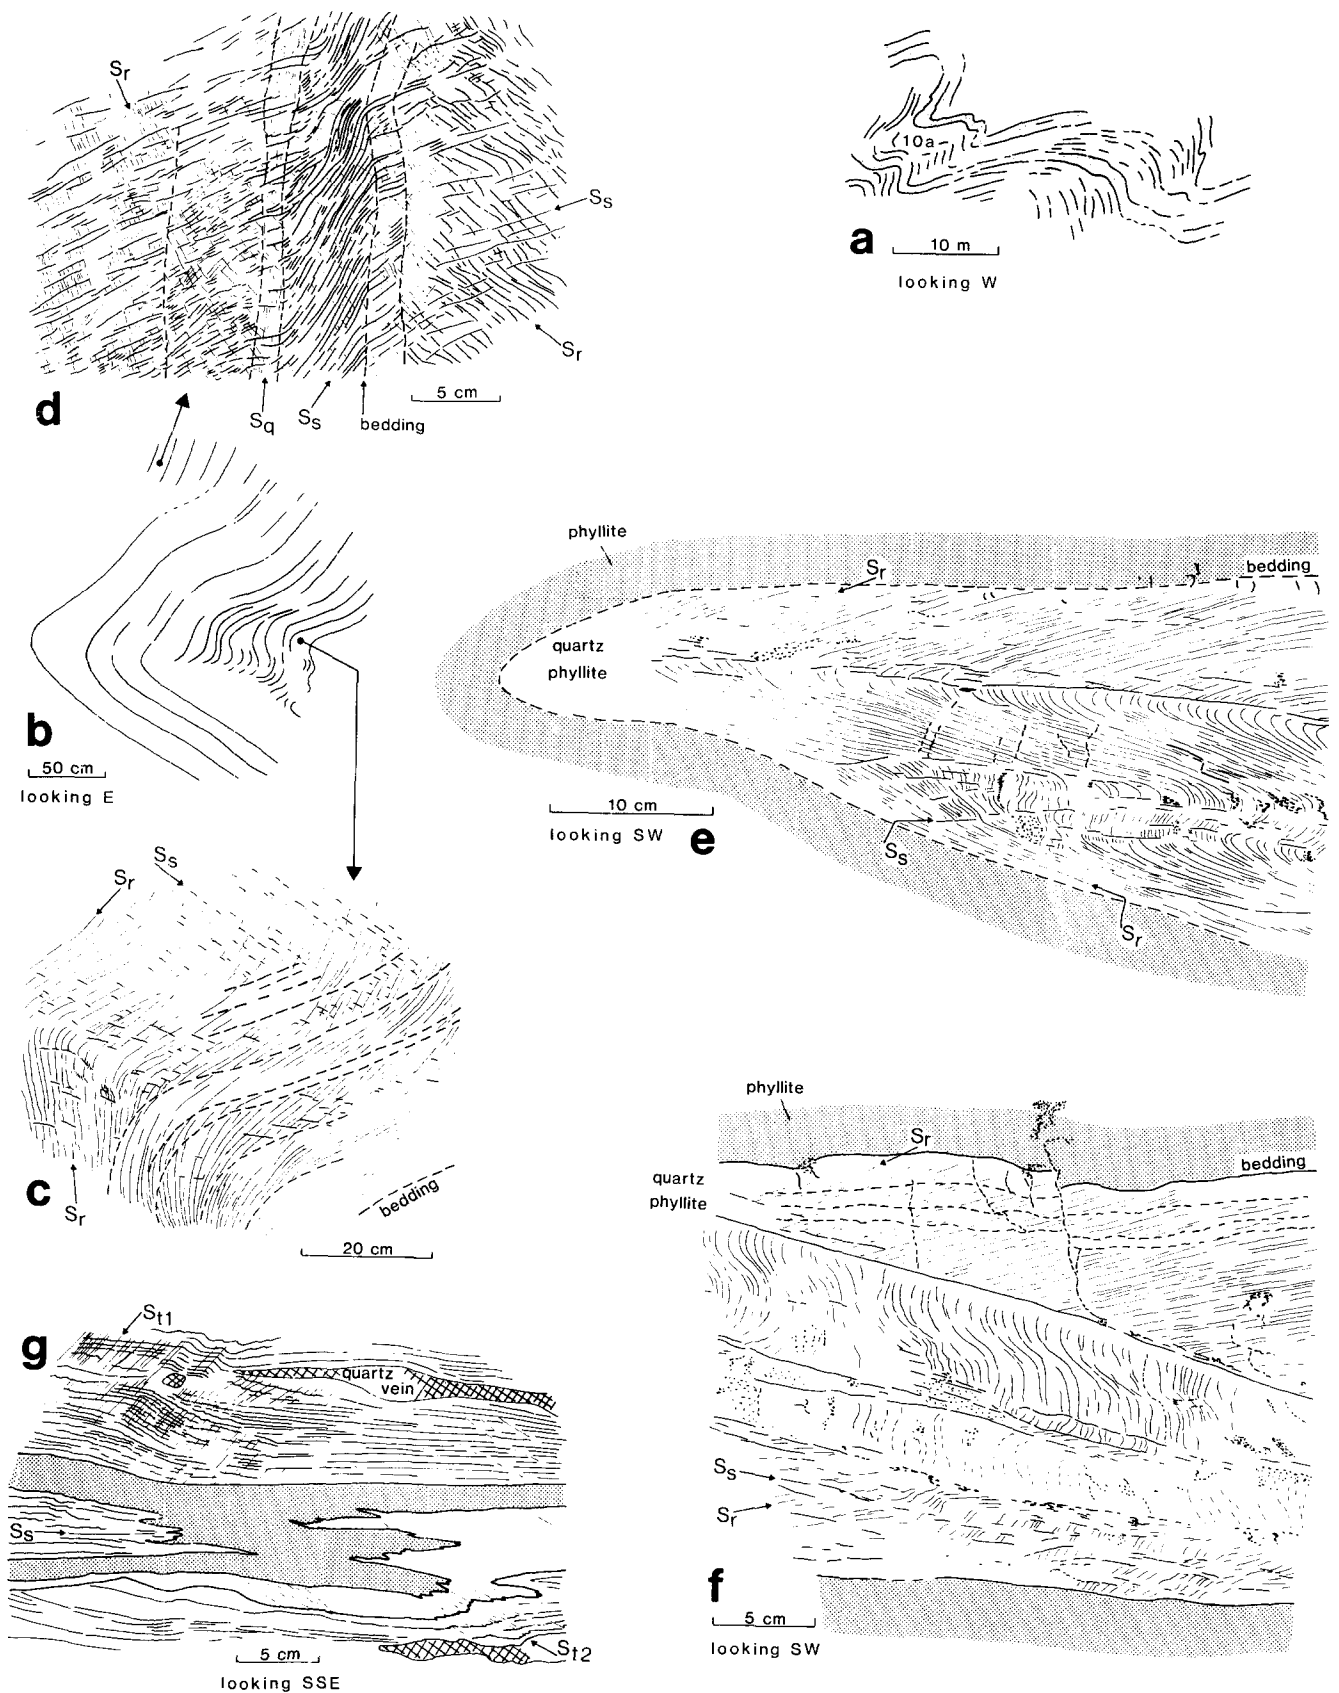 Sr
10a
a
10 m
looking W
Ss
Sr
5 cm
d
Sq
Ss
bedding
b
50 cm
looking E
phyllite
Sr
bedding
quartz
phyllite
10 cm
looking SW
e
Ss
Sr
Ss
Sr
c
Sr
bedding
20 cm
phyllite
Sr
quartz
phyllite
bedding
Ss
Sr
f
5 cm
looking SW
g
St1
quartz
vein
Ss
St2
5 cm
looking SSE